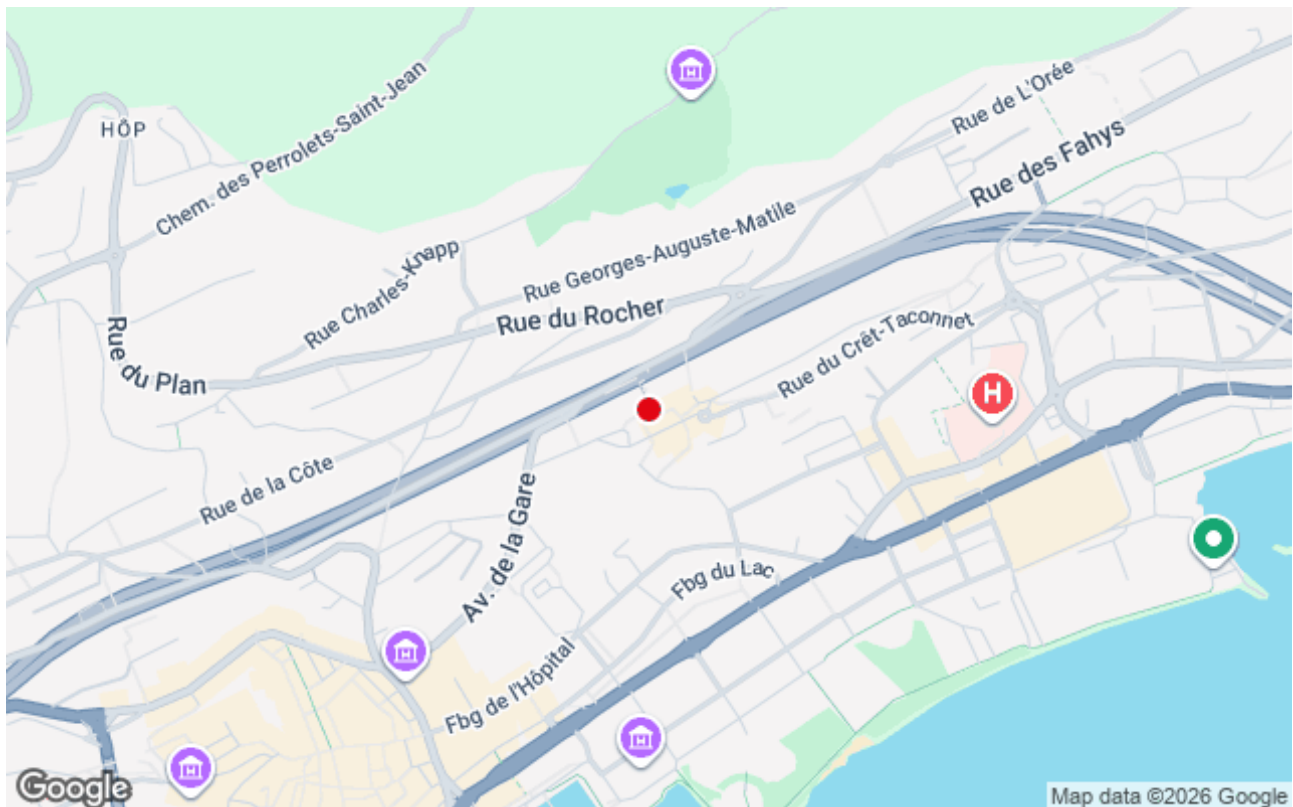 Rue de L'Orée
HÔP
Rue des Fahys
Chem. des Perrolets-Saint-Jean
Rue Georges-Auguste-Matile
Rue Charles-Knapp
Rue du Rocher
Rue du Crêt-Taconnet
Rue du Plan
H
Rue de la Côte
Av. de la Gare
Fbg du Lac
Fbg de l'Hôpital
Google
Map data ©2026 Google